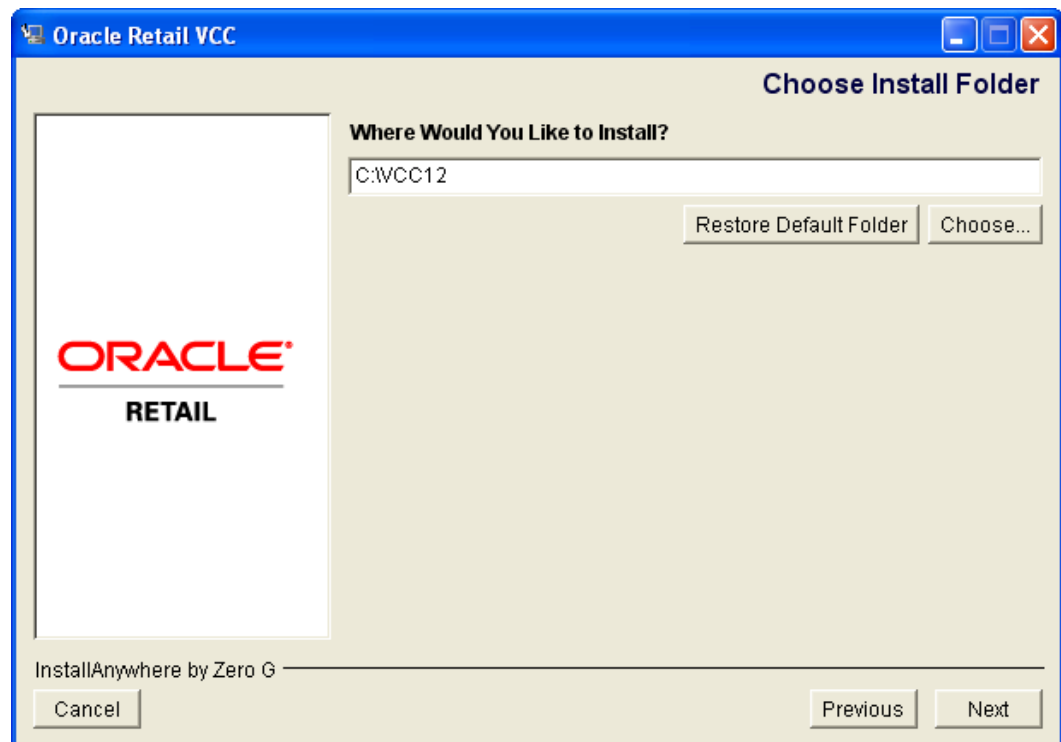 Oracle Retail VCC
Choose Install Folder
Where Would You Like to Install?
C:\VCC12
Restore Default Folder
Choose...
ORACLE®
RETAIL
InstallAnywhere by Zero G
Cancel
Previous
Next